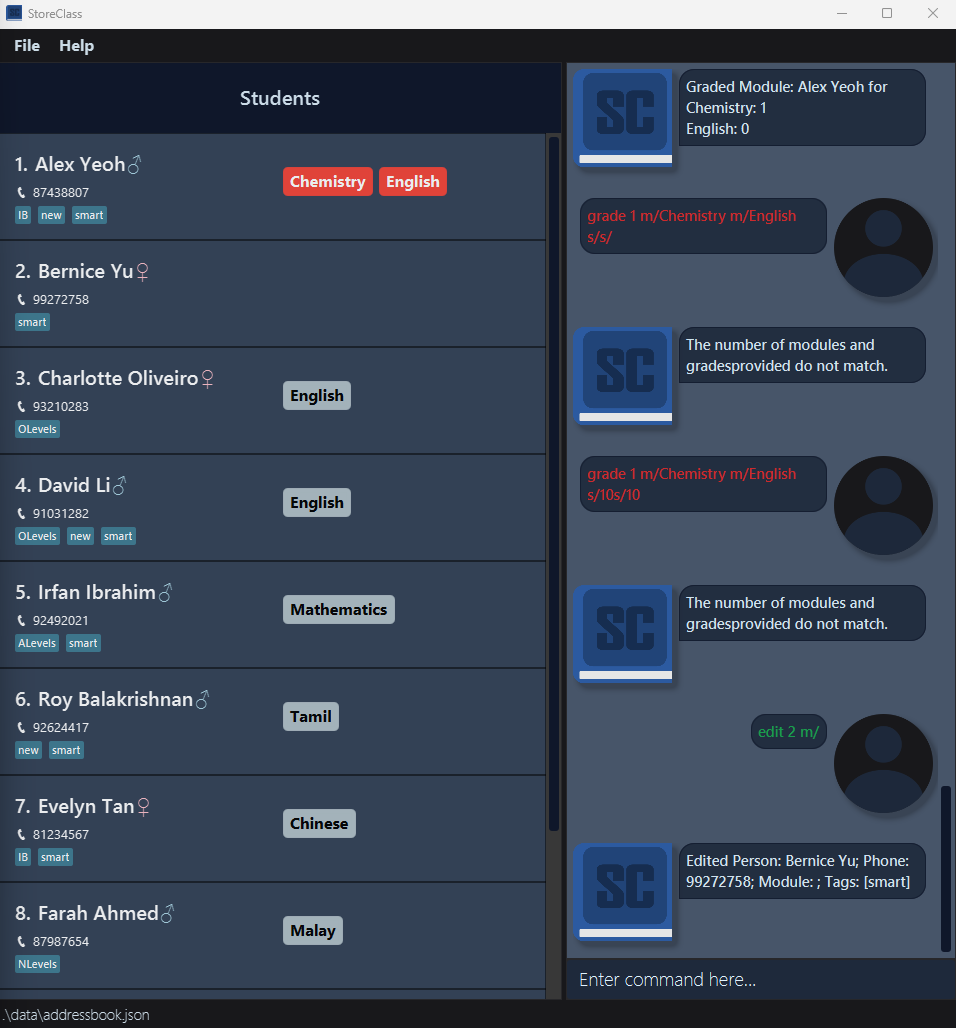 StoreClass
File Help
Students
1. Alex Yeoh♂
87438807
IB new smart
Chemistry English
2. Bernice Yu♀
99272758
smart
3. Charlotte Oliveiro♀
93210283
OLevels
English
4. David Li♂
91031282
OLevels new smart
English
5. Irfan Ibrahim♂
92492021
ALevels smart
Mathematics
6. Roy Balakrishnan♂
92624417
new smart
Tamil
7. Evelyn Tan♀
81234567
IB smart
Chinese
8. Farah Ahmed♂
87987654
NLevels
Malay
SC
Graded Module: Alex Yeoh for
Chemistry: 1
English: 0
grade 1 m/Chemistry m/English
s/s/
SC
The number of modules and
gradesprovided do not match.
grade 1 m/Chemistry m/English
s/10s/10
SC
The number of modules and
gradesprovided do not match.
edit 2 m/
SC
Edited Person: Bernice Yu; Phone:
99272758; Module: ; Tags: [smart]
Enter command here...
.\data\addressbook.json